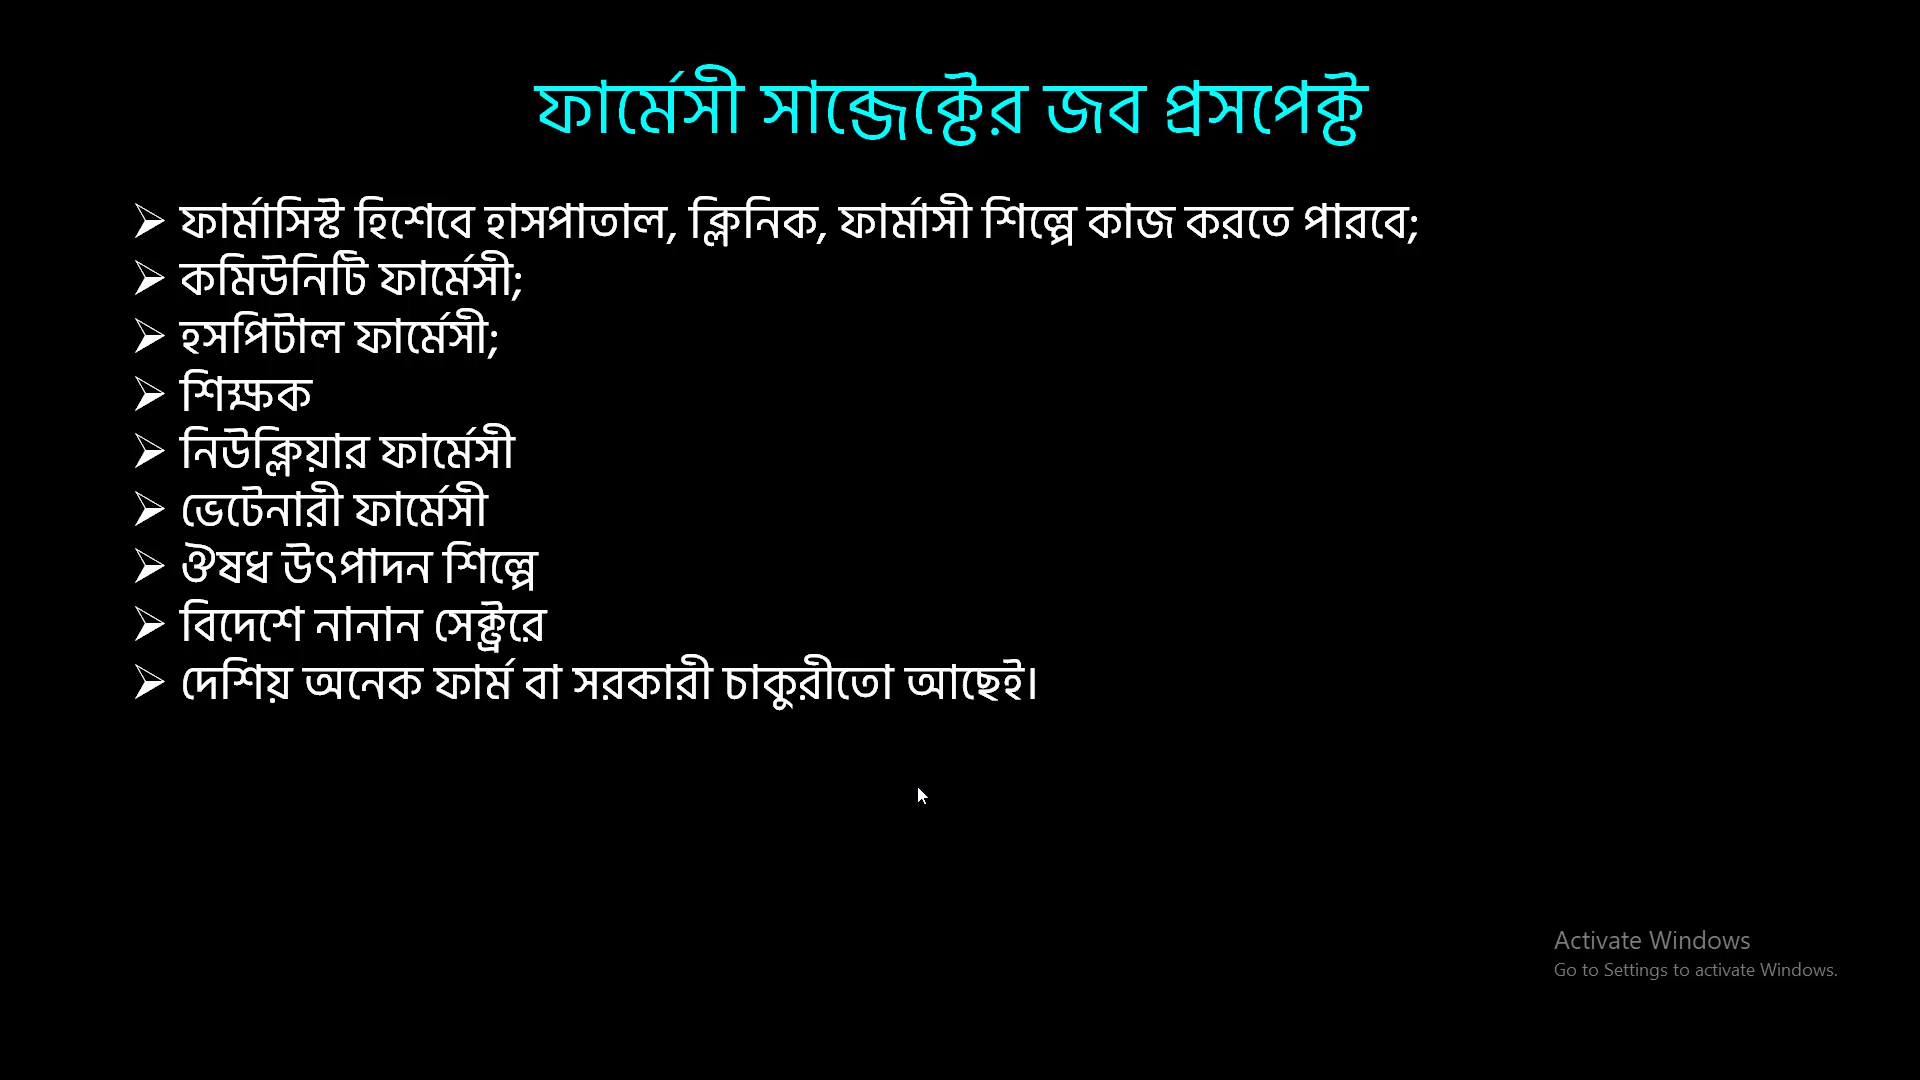 ফার্মেসী সাব্জেক্টের জব প্রসপেক্ট
➢ ফার্মাসিস্ট হিশেবে হাসপাতাল, ক্লিনিক, ফার্মাসী শিল্পে কাজ করতে পারবে;
➢ কমিউনিটি ফার্মেসী;
➢ হসপিটাল ফার্মেসী;
➢ শিক্ষক
➢ নিউক্লিয়ার ফার্মেসী
➢ ভেটেনারী ফার্মেসী
➢ ঔষধ উৎপাদন শিল্পে
➢ বিদেশে নানান সেক্ট্ররে
➢ দেশিয় অনেক ফার্ম বা সরকারী চাকুরীতো আছেই।
Activate Windows
Go to Settings to activate Windows.